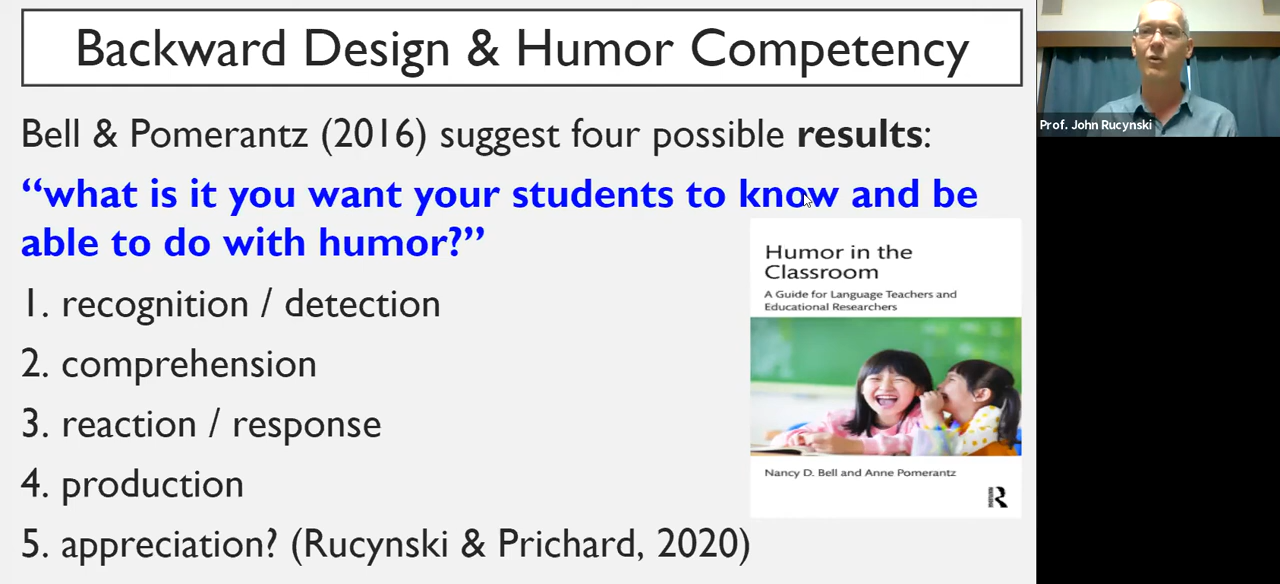 Backward Design & Humor Competency
Bell & Pomerantz (2016) suggest four possible results:
“what is it you want your students to know and be
able to do with humor?”
1. recognition / detection
2. comprehension
3. reaction / response
4. production
5. appreciation? (Rucynski & Prichard, 2020)
Humor in the
Classroom
A Guide for Language Teachers and
Educational Researchers
Nancy D. Bell and Anne Pomerantz
Prof. John Rucynski